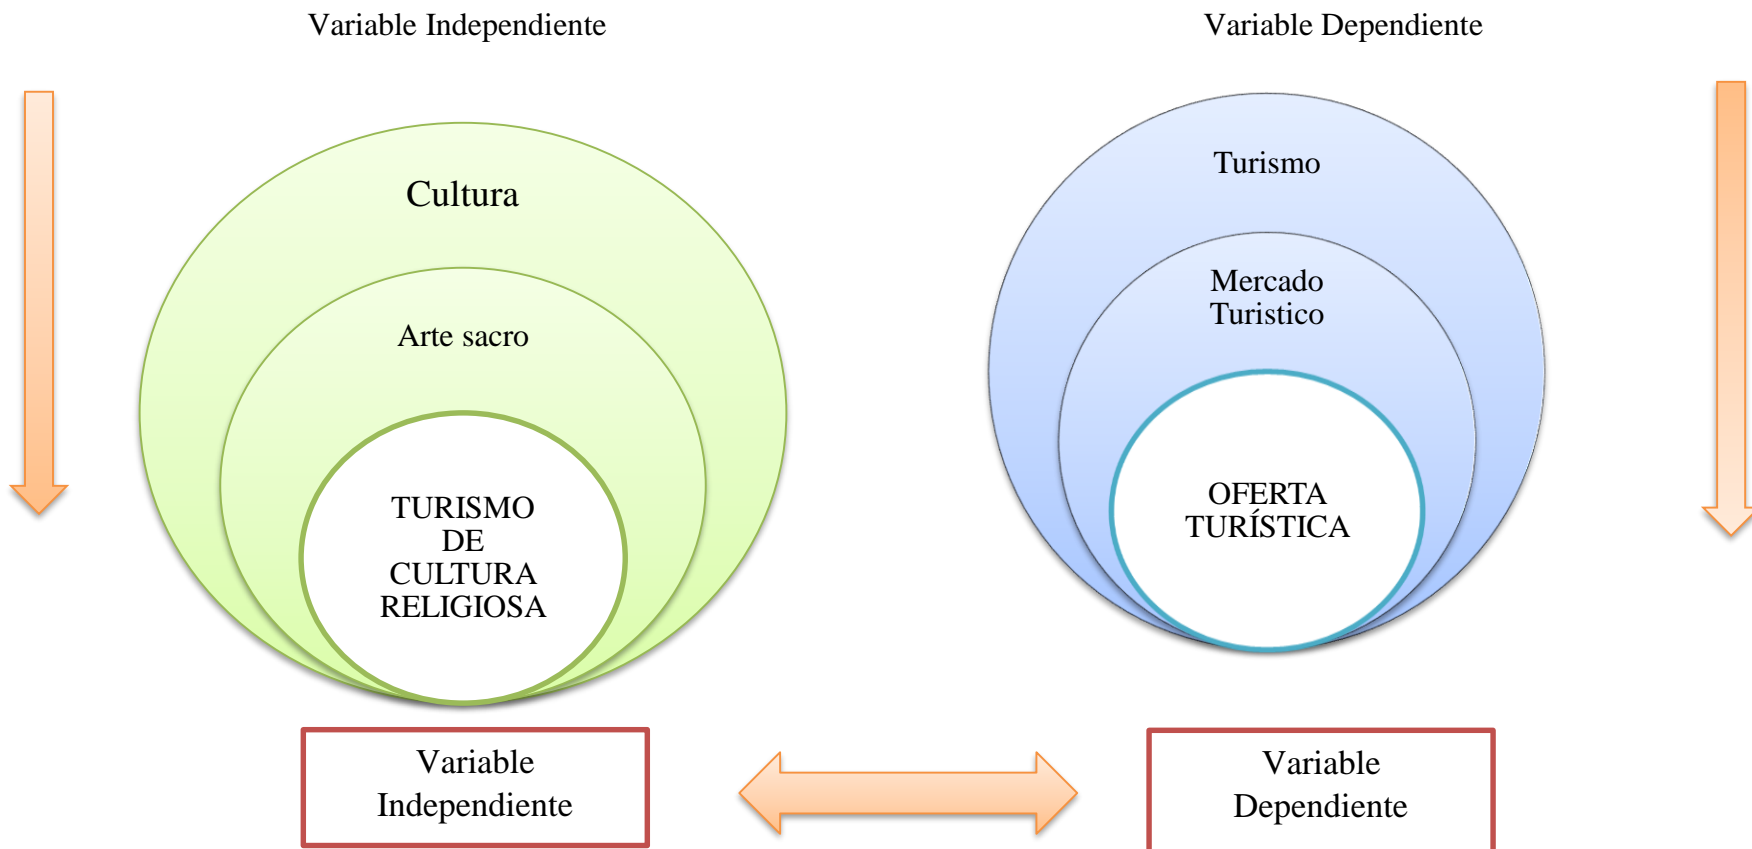 Variable Independiente
Variable Dependiente
Cultura
Arte sacro
TURISMO
DE
CULTURA
RELIGIOSA
Turismo
Mercado
Turistico
OFERTA
TURÍSTICA
Variable
Independiente
Variable
Dependiente